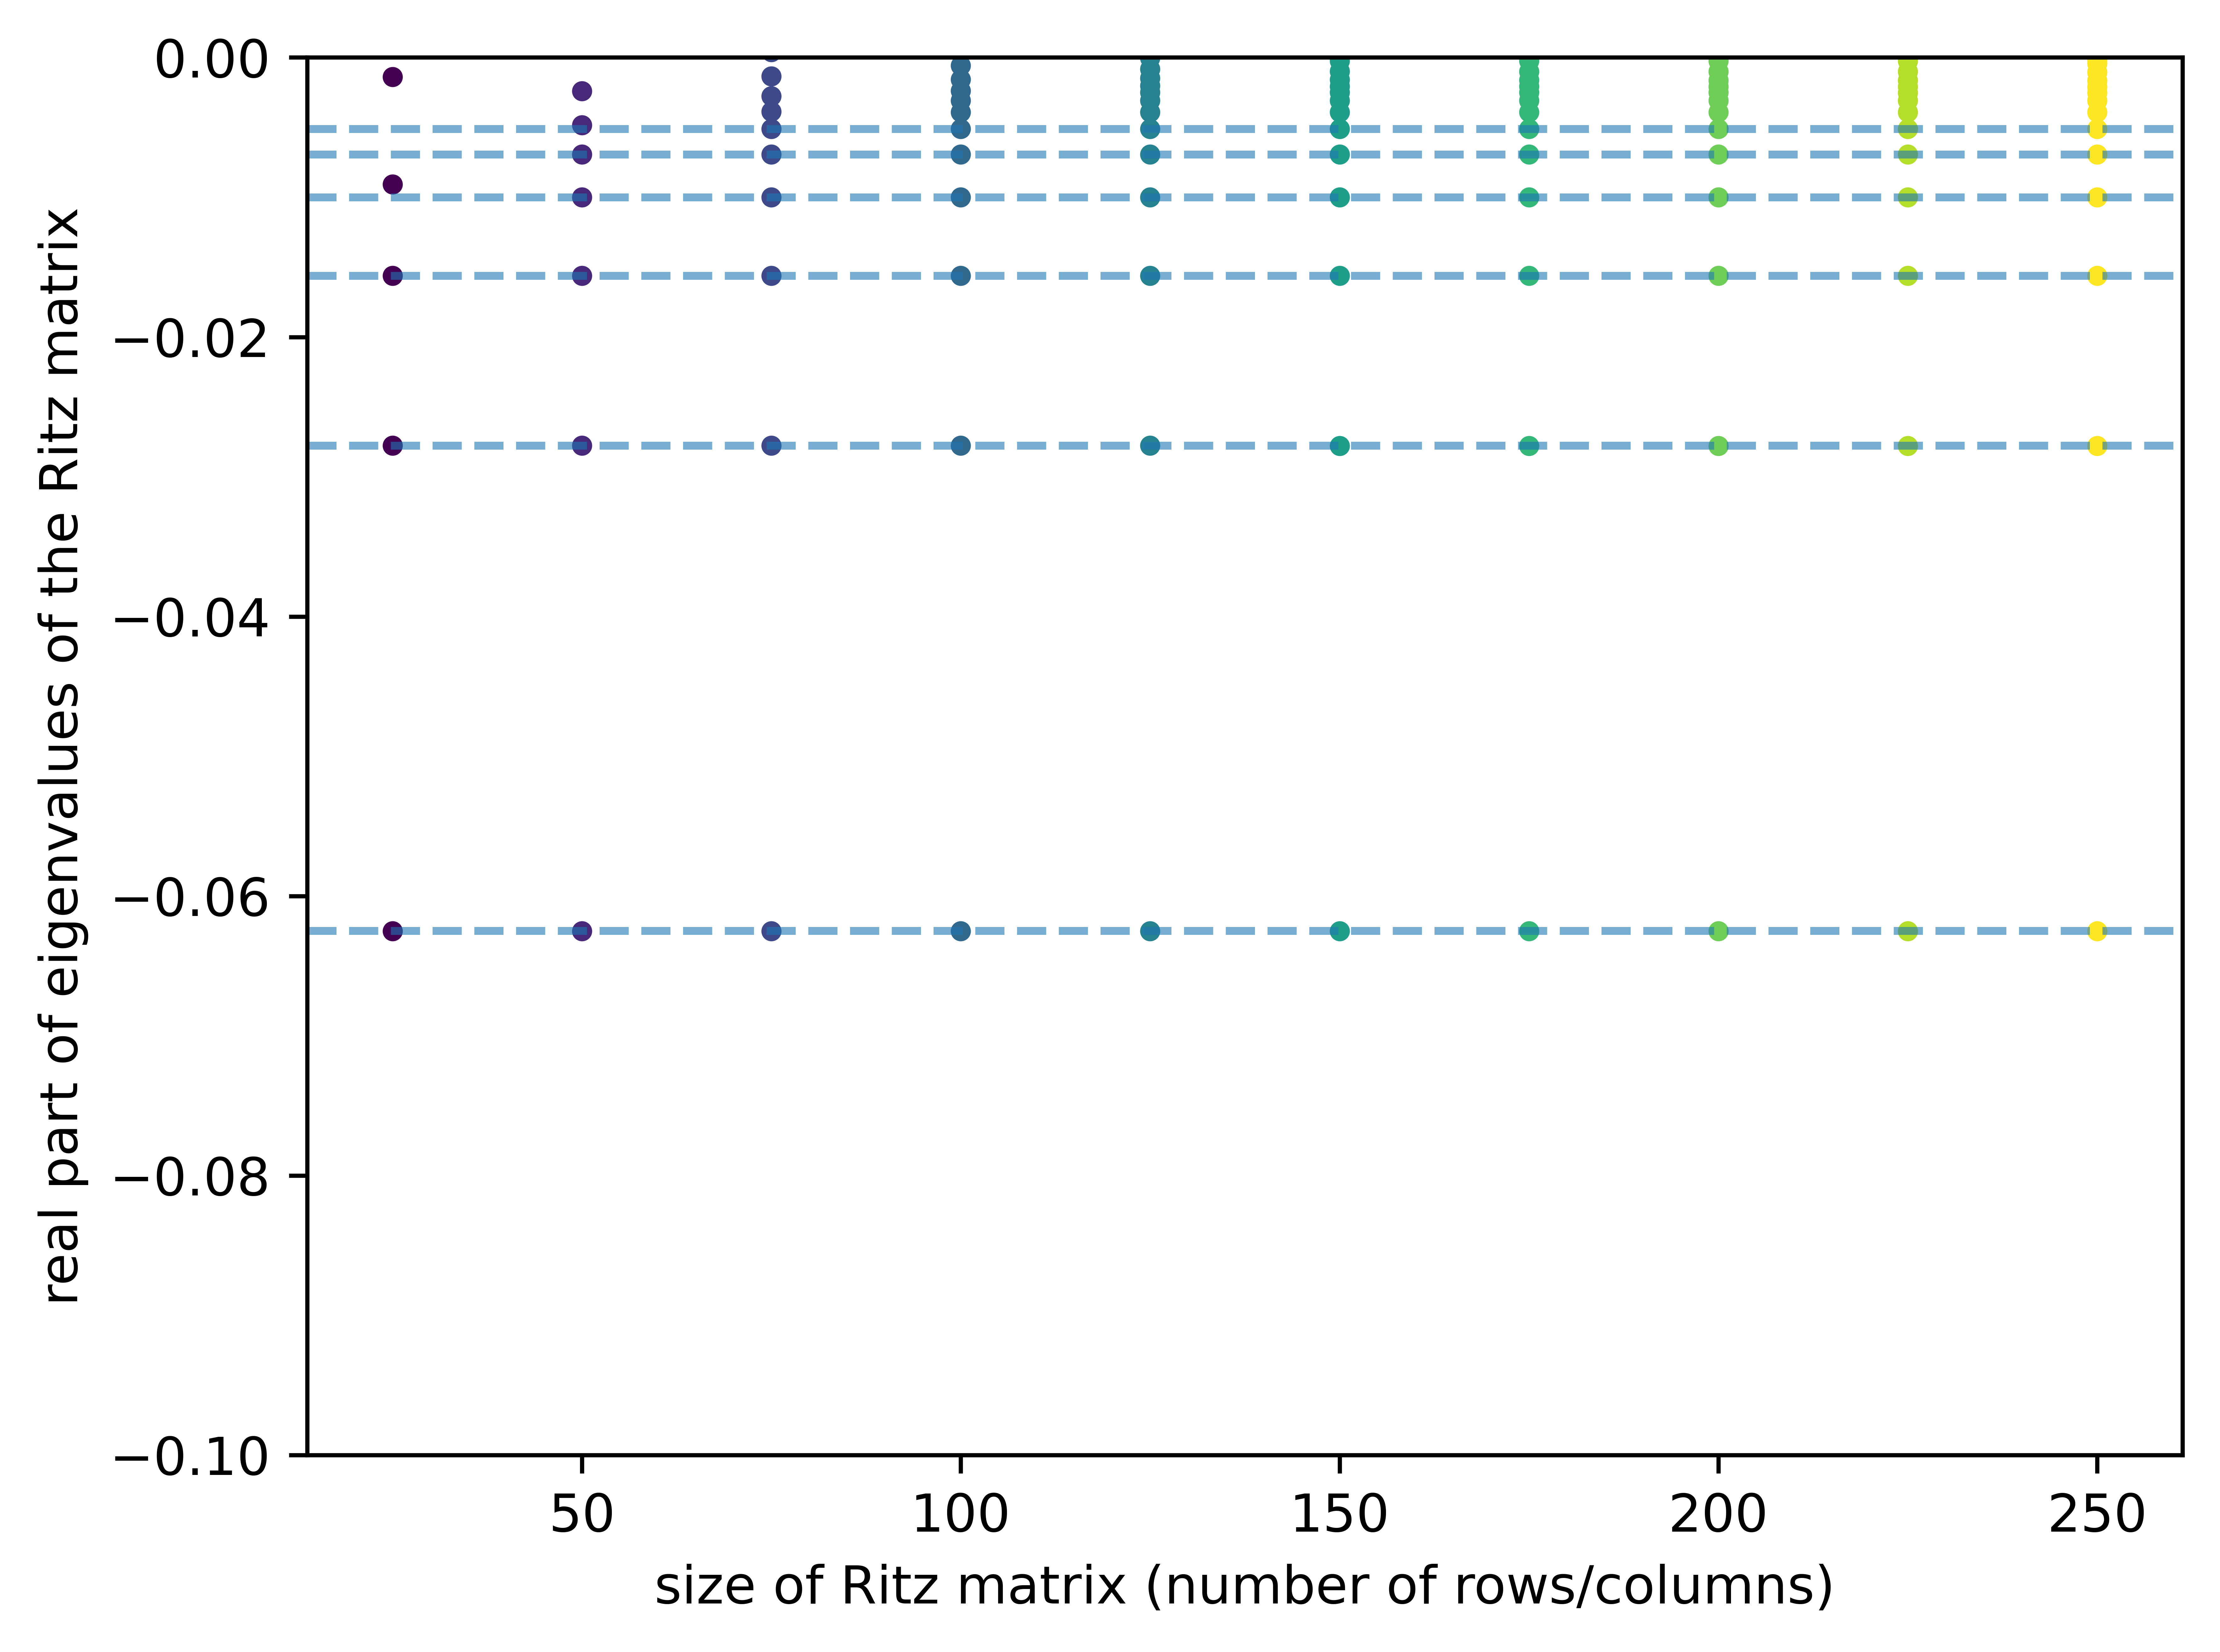 0.00
−0.02
−0.04
−0.06
−0.08
−0.10
real part of eigenvalues of the Ritz matrix
50 100 150 200 250
size of Ritz matrix (number of rows/columns)